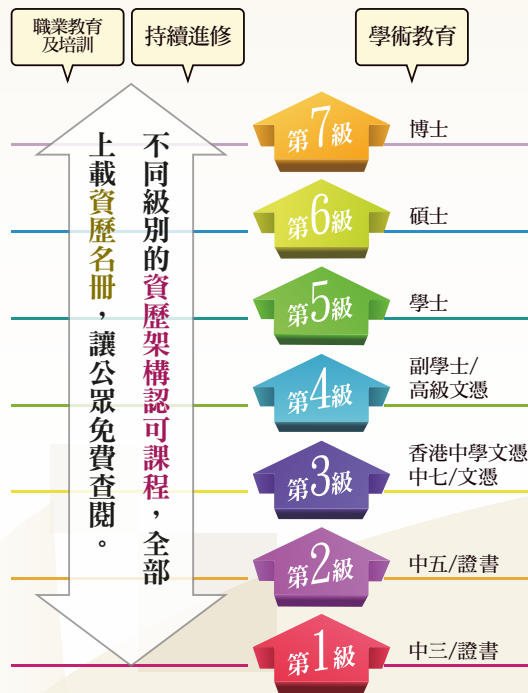 職業教育
及培訓
持續進修
學術教育
不同級別的資歷架構認可課程，全部
上載資歷名冊，讓公眾免費查閱。
第7級
博士
第6級
碩士
第5級
學士
第4級
副學士/
高級文憑
第3級
香港中學文憑
中七/文憑
第2級
中五/證書
第1級
中三/證書